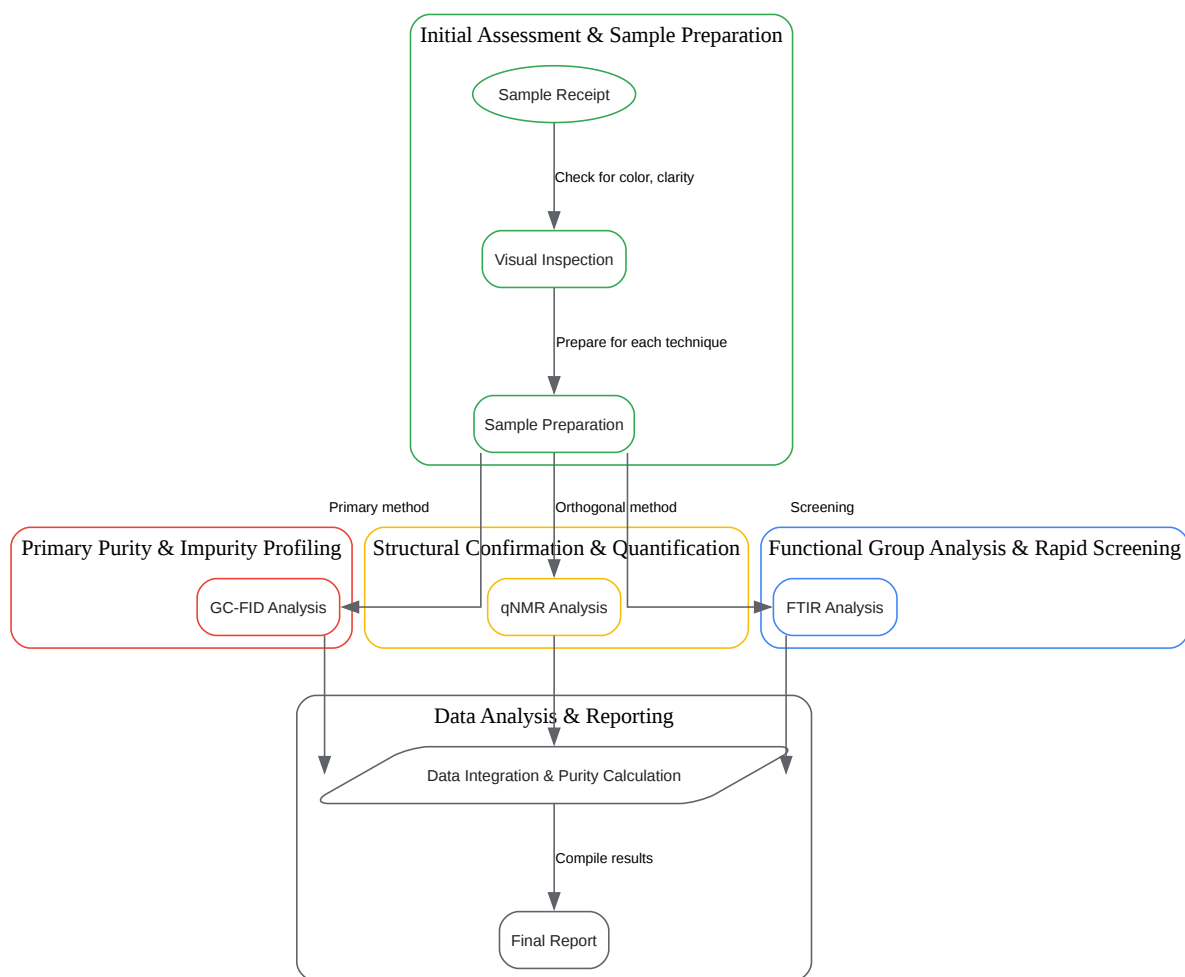 Initial Assessment & Sample Preparation
Sample Receipt
Check for color, clarity
Visual Inspection
Prepare for each technique
Sample Preparation
Primary method
Orthogonal method
Screening
Primary Purity & Impurity Profiling
Structural Confirmation & Quantification
Functional Group Analysis & Rapid Screening
GC-FID Analysis
qNMR Analysis
FTIR Analysis
Data Analysis & Reporting
Data Integration & Purity Calculation
Compile results
Final Report